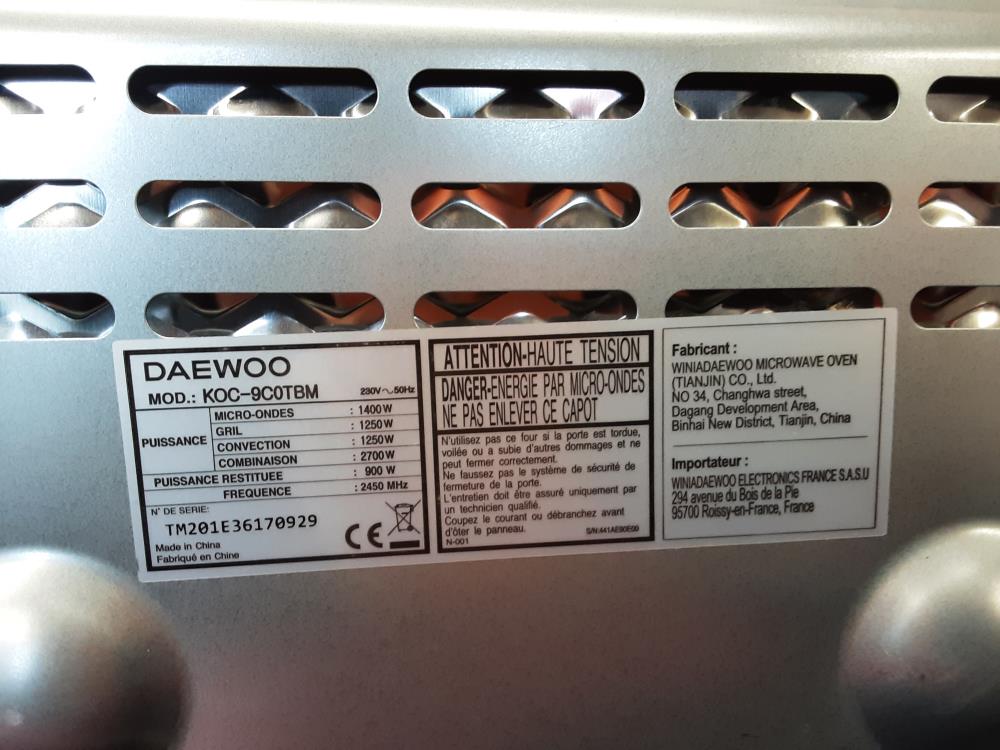 DAEWOO
MOD.: KOC-9C0TBM 230V~50Hz
PUISSANCE
MICRO-ONDES : 1400W
GRIL : 1250W
CONVECTION : 1250W
COMBINAISON : 2700W
PUISSANCE RESTITUEE : 900 W
FREQUENCE : 2450 MHz
N° DE SERIE:
TM201E36170929
Made in China
Fabriqué en Chine
CE
ATTENTION-HAUTE TENSION
DANGER-ENERGIE PAR MICRO-ONDES
NE PAS ENLEVER CE CAPOT
N'utilisez pas ce four si la porte est tordue,
voilée ou a subie d'autres dommages et ne
peut fermer correctement.
Ne faussez pas le système de sécurité de
fermeture de la porte.
L'entretien doit être assuré uniquement par
un technicien qualifié.
Coupez le courant ou débranchez avant
d'ôter le panneau.
N-001
Fabricant :
WINIADAEWOO MICROWAVE OVEN
(TIANJIN) CO., Ltd.
NO 34, Changhwa street,
Dagang Development Area,
Binhai New District, Tianjin, China
Importateur :
WINIADAEWOO ELECTRONICS FRANCE S.A.S.U
294 avenue du Bois de la Pie
95700 Roissy-en-France, France